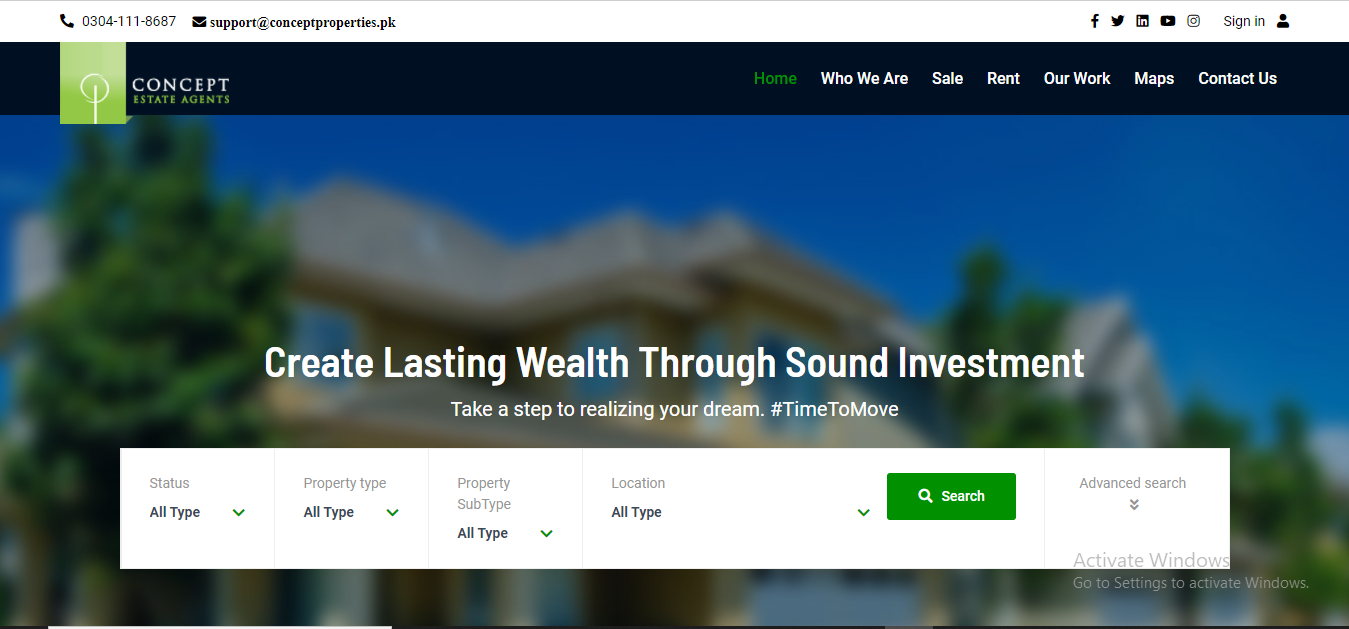 0304-111-8687 support@conceptproperties.pk Sign in
CONCEPT
ESTATE AGENTS
Home Who We Are Sale Rent Our Work Maps Contact Us
Create Lasting Wealth Through Sound Investment
Take a step to realizing your dream. #TimeToMove
Status
All Type
Property type
All Type
Property
SubType
All Type
Location
All Type
Search
Advanced search
Activate Windows
Go to Settings to activate Windows.